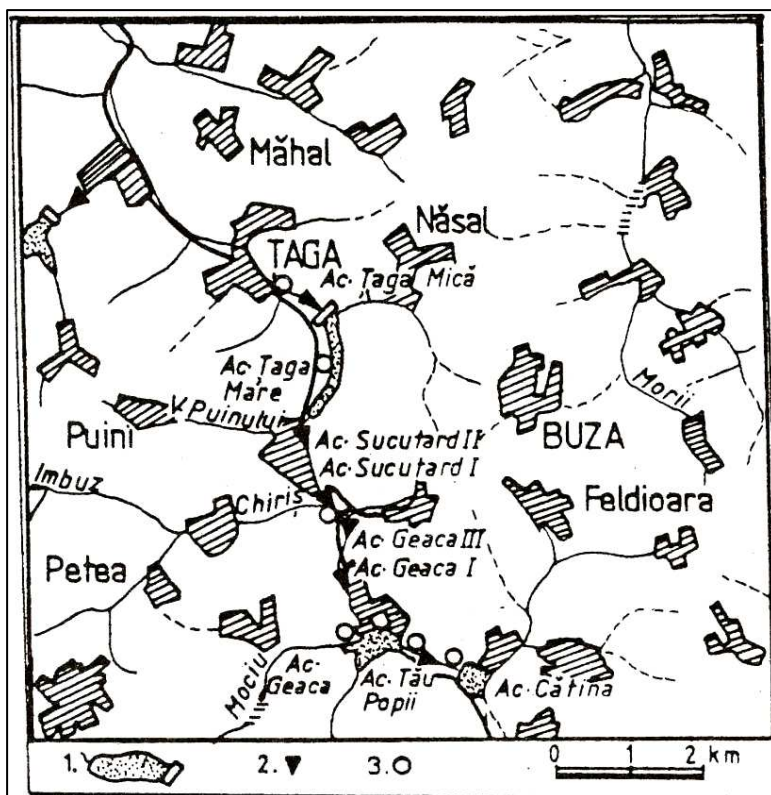 Măhal
Năsal
TAGA
Ac. Taga Mică
Ac. Țaga
Mare
V. Puinului
Puini
Morii
Ac. Sucutard II
BUZA
Ac. Sucutard I
Imbuz
Chiriș
Feldioara
Ac. Geaca III
Petea
Ac. Geaca I
Mociu
Ac.
Geaca
Ac. Tău
Popii
Ac. Cătina
1.
2.
3.
0 1 2 km